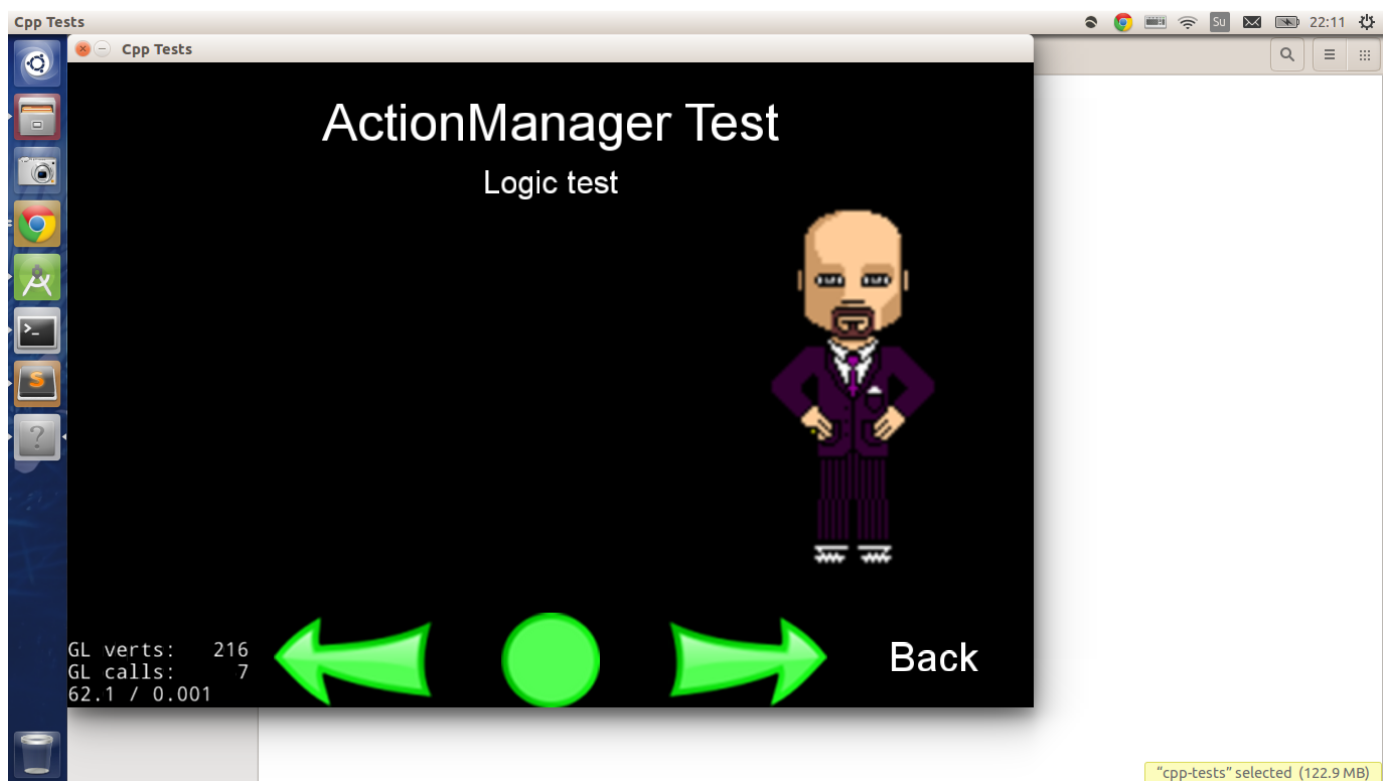 Cpp Tests
Su
22:11
Cpp Tests
ActionManager Test
Logic test
GL verts: 216
GL calls: 7
62.1 / 0.001
Back
“cpp-tests” selected (122.9 MB)